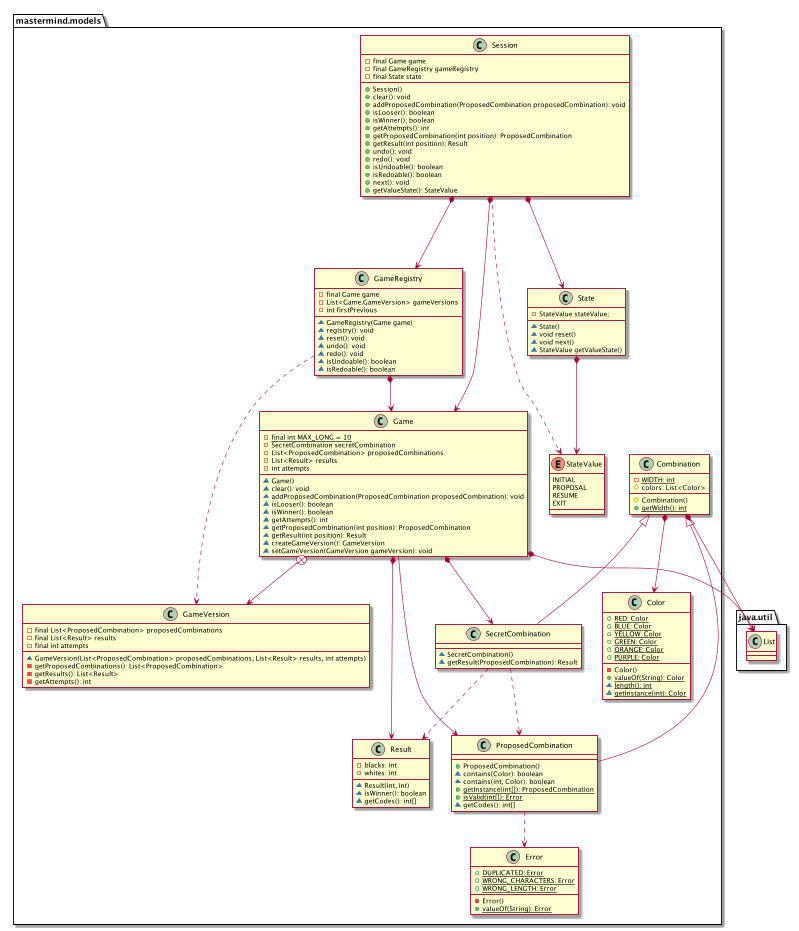 mastermind.models
C Session
final Game game
final GameRegistry gameRegistry
final State state
Session()
clear(): void
addProposedCombination(ProposedCombination proposedCombination): void
isLooser(): boolean
isWinner(): boolean
getAttempts(): int
getProposedCombination(int position): ProposedCombination
getResult(int position): Result
undo(): void
redo(): void
isUndoable(): boolean
isRedoable(): boolean
next(): void
getValueState(): StateValue
C GameRegistry
final Game game
List<Game.GameVersion> gameVersions
int firstPrevious
GameRegistry(Game game)
registry(): void
reset(): void
undo(): void
redo(): void
isUndoable(): boolean
isRedoable(): boolean
C State
StateValue stateValue;
State()
void reset()
void next()
StateValue getValueState()
C Game
final int MAX_LONG = 10
SecretCombination secretCombination
List<ProposedCombination> proposedCombinations
List<Result> results
int attempts
Game()
clear(): void
addProposedCombination(ProposedCombination proposedCombination): void
isLooser(): boolean
isWinner(): boolean
getAttempts(): int
getProposedCombination(int position): ProposedCombination
getResult(int position): Result
createGameVersion(): GameVersion
setGameVersion(GameVersion gameVersion): void
E StateValue
INITIAL
PROPOSAL
RESUME
EXIT
C Combination
WIDTH: int
colors: List<Color>
Combination()
getWidth(): int
C GameVersion
final List<ProposedCombination> proposedCombinations
final List<Result> results
final int attempts
GameVersion(List<ProposedCombination> proposedCombinations, List<Result> results, int attempts)
getProposedCombinations(): List<ProposedCombination>
getResults(): List<Result>
getAttempts(): int
C SecretCombination
SecretCombination()
getResult(ProposedCombination): Result
C Color
RED: Color
BLUE: Color
YELLOW: Color
GREEN: Color
ORANGE: Color
PURPLE: Color
Color()
valueOf(String): Color
length(): int
getInstance(int): Color
java.util
C List
C Result
blacks: int
whites: int
Result(int, int)
isWinner(): boolean
getCodes(): int[]
C ProposedCombination
ProposedCombination()
contains(Color): boolean
contains(int, Color): boolean
getInstance(int[]): ProposedCombination
isValid(int[]): Error
getCodes(): int[]
C Error
DUPLICATED: Error
WRONG_CHARACTERS: Error
WRONG_LENGTH: Error
Error()
valueOf(String): Error